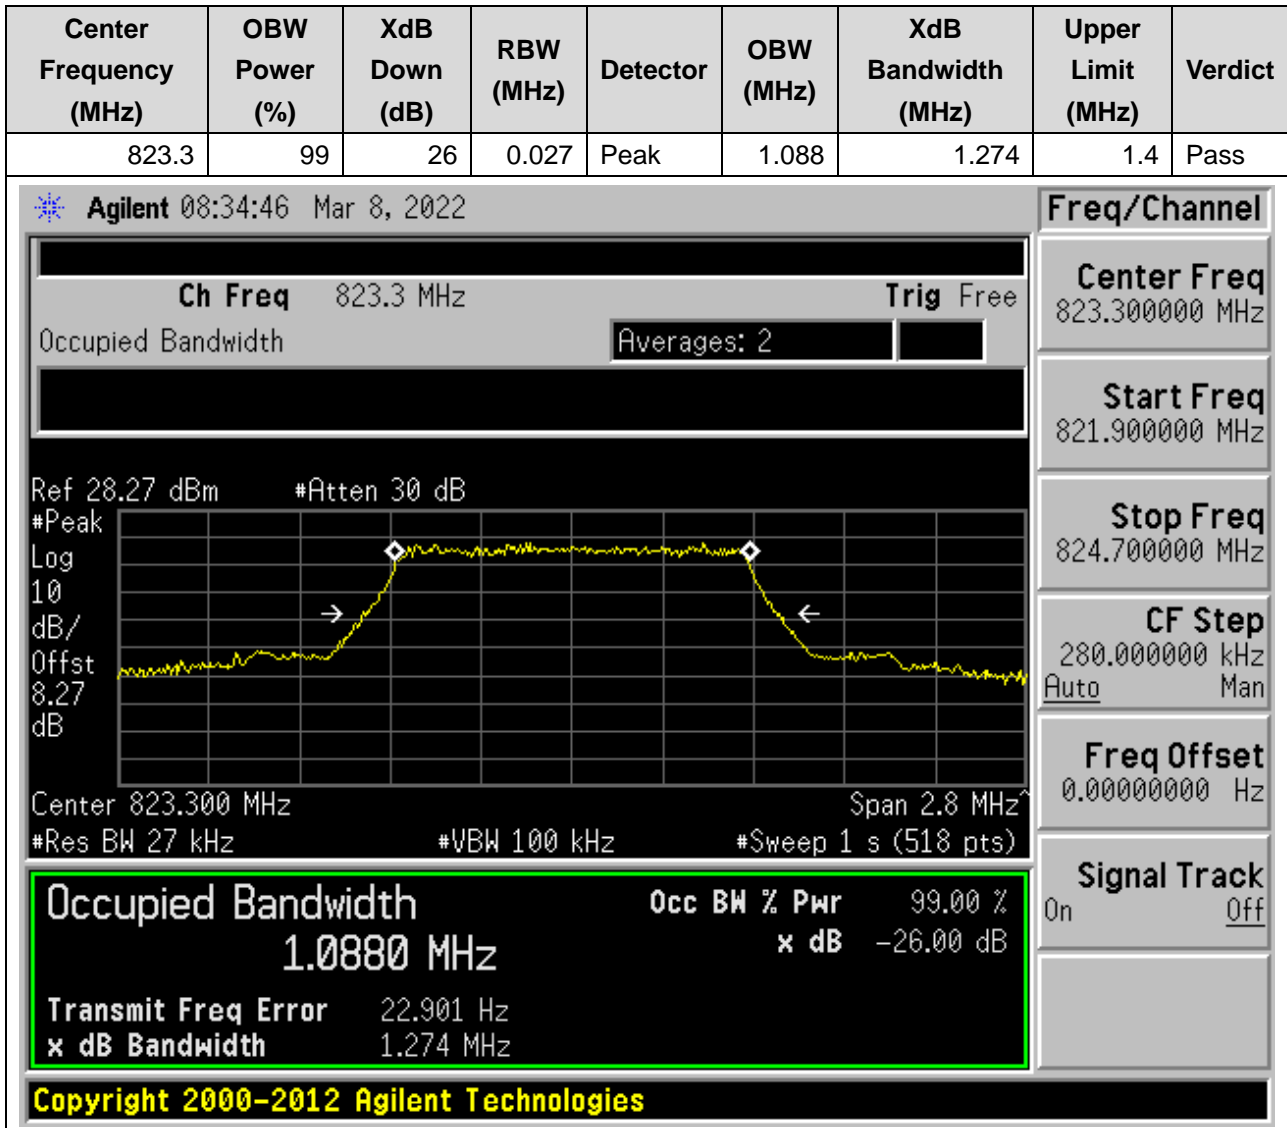 Center Frequency (MHz) OBW Power (%) XdB Down (dB) RBW (MHz) Detector OBW (MHz) XdB Bandwidth (MHz) Upper Limit (MHz) Verdict
823.3 99 26 0.027 Peak 1.088 1.274 1.4 Pass
Agilent 08:34:46 Mar 8, 2022
Ch Freq 823.3 MHz Trig Free
Occupied Bandwidth Averages: 2
Ref 28.27 dBm #Atten 30 dB
#Peak
Log
10
dB/
Offst
8.27
dB
Center 823.300 MHz Span 2.8 MHz^
#Res BW 27 kHz #VBW 100 kHz #Sweep 1 s (518 pts)
Occupied Bandwidth Occ BW % Pwr 99.00 %
1.0880 MHz x dB -26.00 dB
Transmit Freq Error 22.901 Hz
x dB Bandwidth 1.274 MHz
Freq/Channel
Center Freq
823.300000 MHz
Start Freq
821.900000 MHz
Stop Freq
824.700000 MHz
CF Step
280.000000 kHz
Auto Man
Freq Offset
0.00000000 Hz
Signal Track
On Off
Copyright 2000-2012 Agilent Technologies